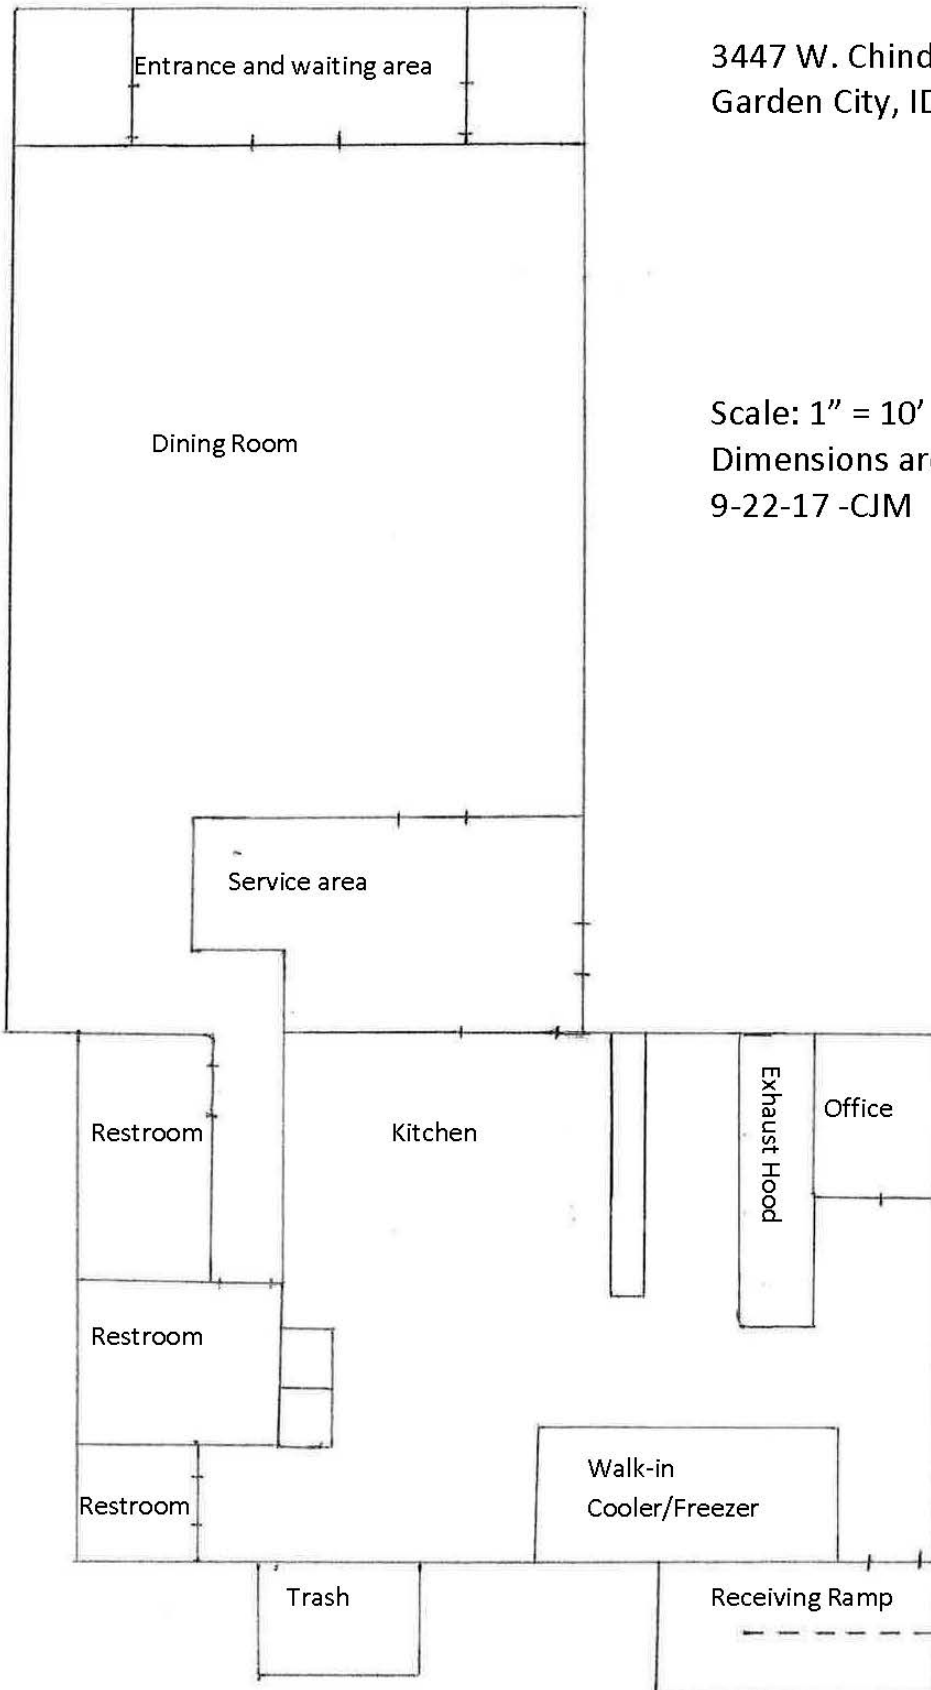 3447 W. Chind
Garden City, ID
Entrance and waiting area
Scale: 1” = 10’
Dimensions are
9-22-17 -CJM
Dining Room
Service area
Restroom
Kitchen
Exhaust Hood
Office
Restroom
Walk-in
Cooler/Freezer
Restroom
Trash
Receiving Ramp